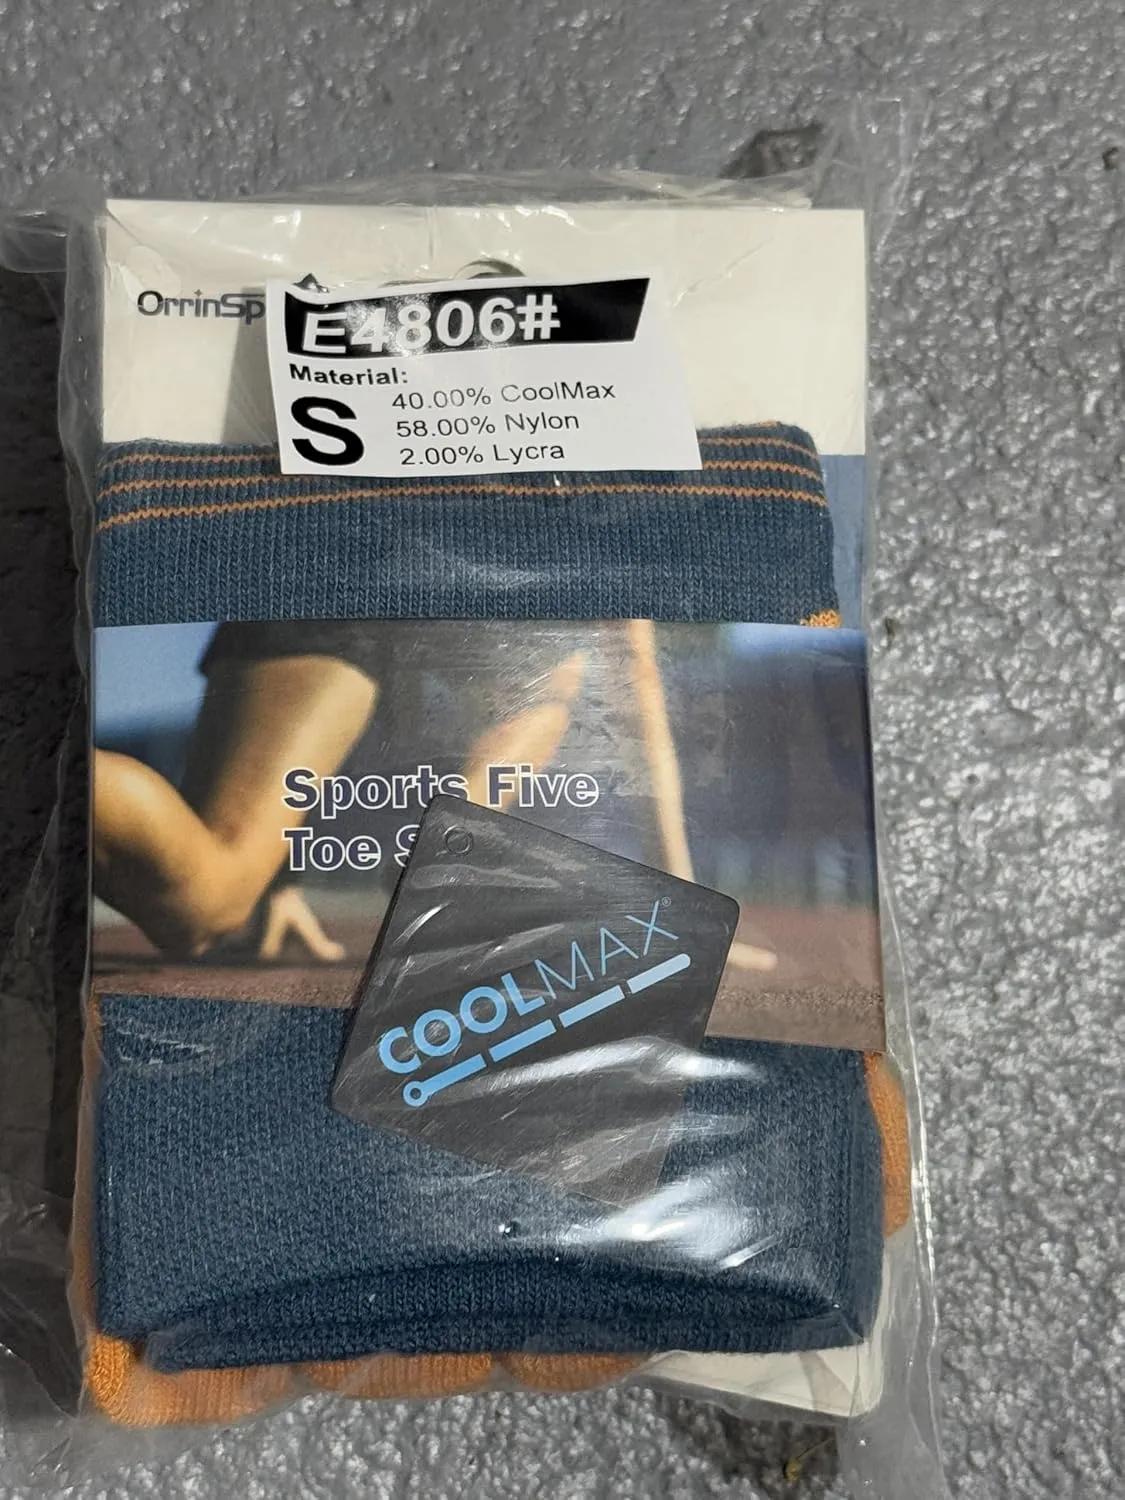 OrrinSp
E4806#
Material:
S
40.00% CoolMax
58.00% Nylon
2.00% Lycra
Sports Five
Toe S
COOLMAX®